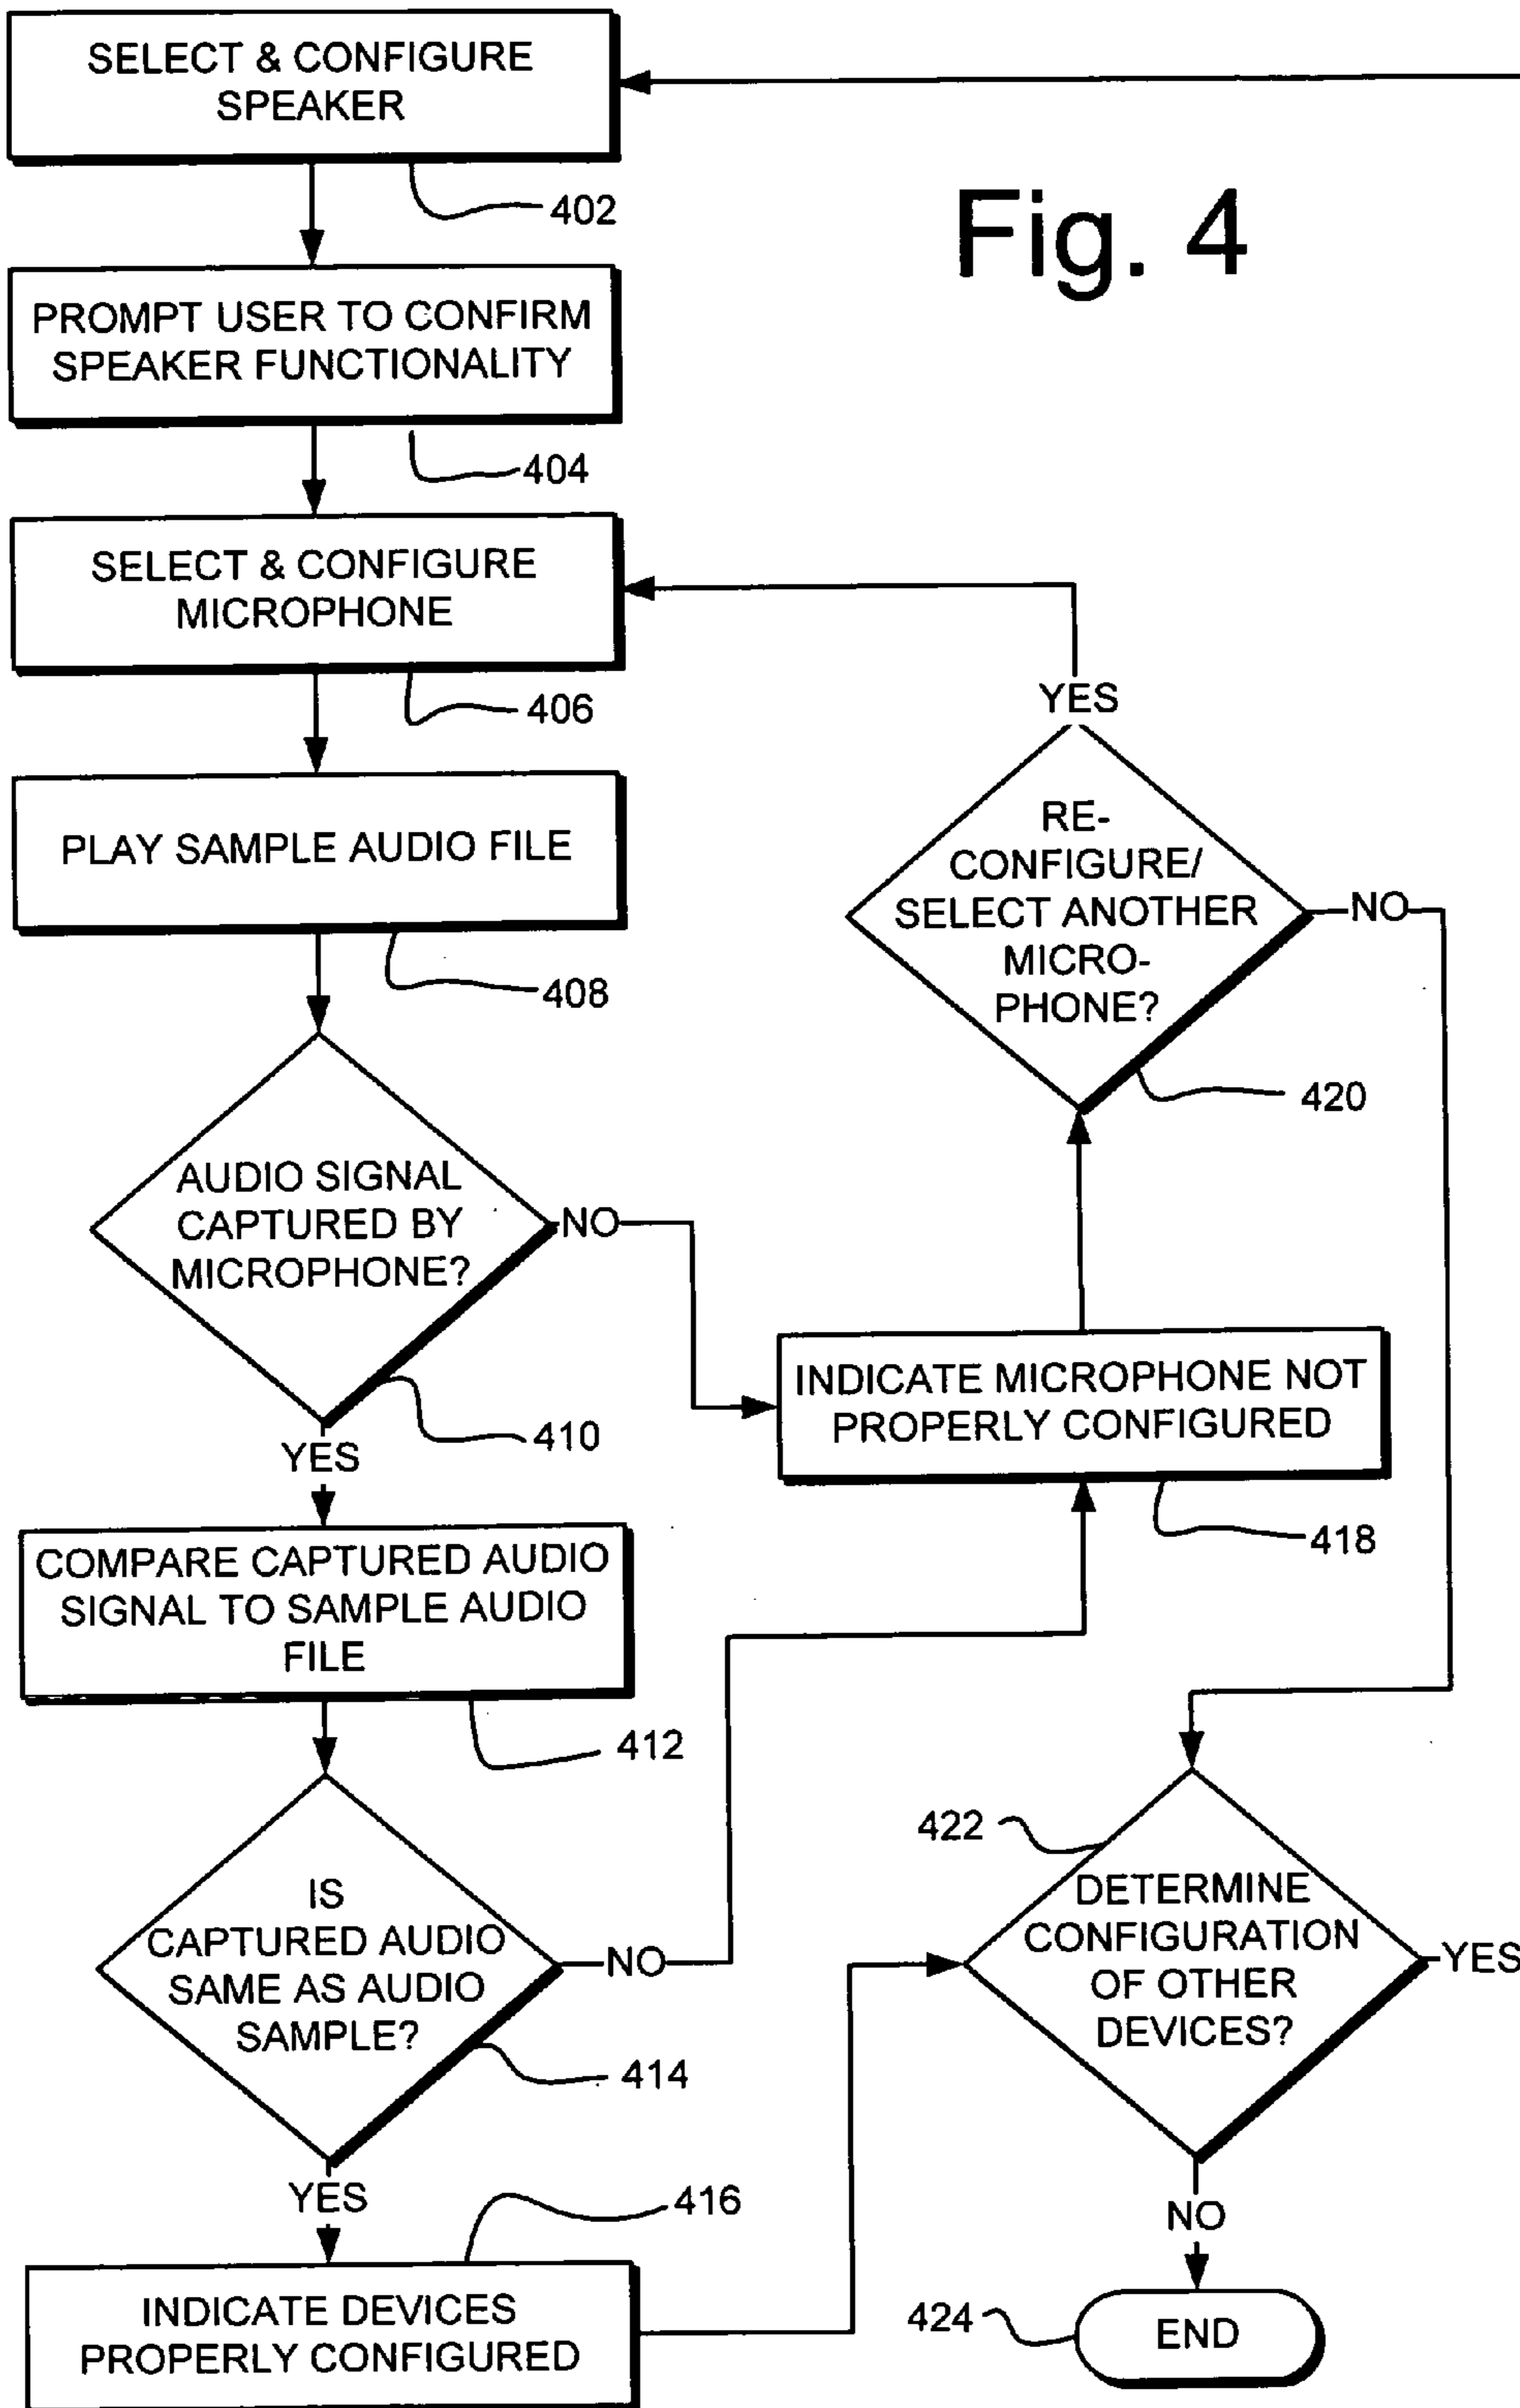 SELECT & CONFIGURE
SPEAKER
402
Fig. 4
PROMPT USER TO CONFIRM
SPEAKER FUNCTIONALITY
404
SELECT & CONFIGURE
MICROPHONE
406
PLAY SAMPLE AUDIO FILE
408
AUDIO SIGNAL
CAPTURED BY
MICROPHONE?
NO
410
YES
COMPARE CAPTURED AUDIO
SIGNAL TO SAMPLE AUDIO
FILE
412
IS
CAPTURED AUDIO
SAME AS AUDIO
SAMPLE?
NO
414
YES
416
INDICATE DEVICES
PROPERLY CONFIGURED
YES
RE-
CONFIGURE/
SELECT ANOTHER
MICRO-
PHONE?
NO
420
INDICATE MICROPHONE NOT
PROPERLY CONFIGURED
418
422
DETERMINE
CONFIGURATION
OF OTHER
DEVICES?
YES
NO
424
END